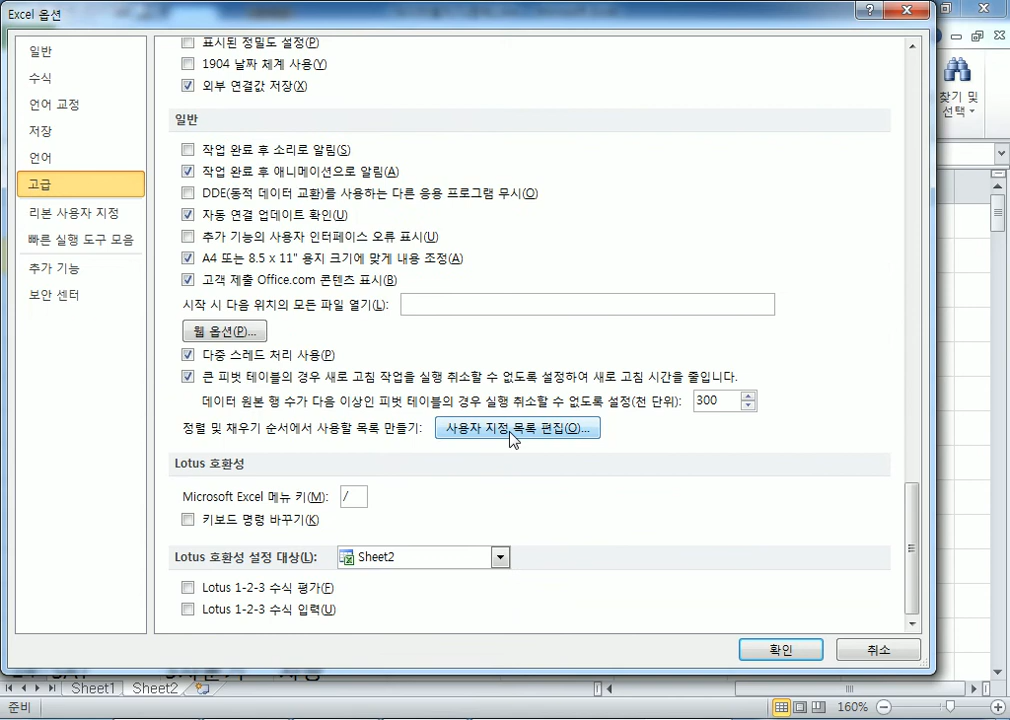 Excel 옵션
일반
수식
언어 교정
저장
언어
고급
리본 사용자 지정
빠른 실행 도구 모음
추가 기능
보안 센터
표시된 정밀도 설정(P)
1904 날짜 체계 사용(Y)
외부 연결값 저장(X)
일반
작업 완료 후 소리로 알림(S)
작업 완료 후 애니메이션으로 알림(A)
DDE(동적 데이터 교환)를 사용하는 다른 응용 프로그램 무시(O)
자동 연결 업데이트 확인(U)
추가 기능의 사용자 인터페이스 오류 표시(U)
A4 또는 8.5 x 11" 용지 크기에 맞게 내용 조정(A)
고객 제출 Office.com 콘텐츠 표시(B)
시작 시 다음 위치의 모든 파일 열기(L):
웹 옵션(P)...
다중 스레드 처리 사용(P)
큰 피벗 테이블의 경우 새로 고침 작업을 실행 취소할 수 없도록 설정하여 새로 고침 시간을 줄입니다.
데이터 원본 행 수가 다음 이상인 피벗 테이블의 경우 실행 취소할 수 없도록 설정(천 단위): 300
정렬 및 채우기 순서에서 사용할 목록 만들기: 사용자 지정 목록 편집(O)...
Lotus 호환성
Microsoft Excel 메뉴 키(M): /
키보드 명령 바꾸기(K)
Lotus 호환성 설정 대상(L): Sheet2
Lotus 1-2-3 수식 평가(F)
Lotus 1-2-3 수식 입력(U)
확인 취소
찾기 및
선택
Sheet1 Sheet2
준비 160%